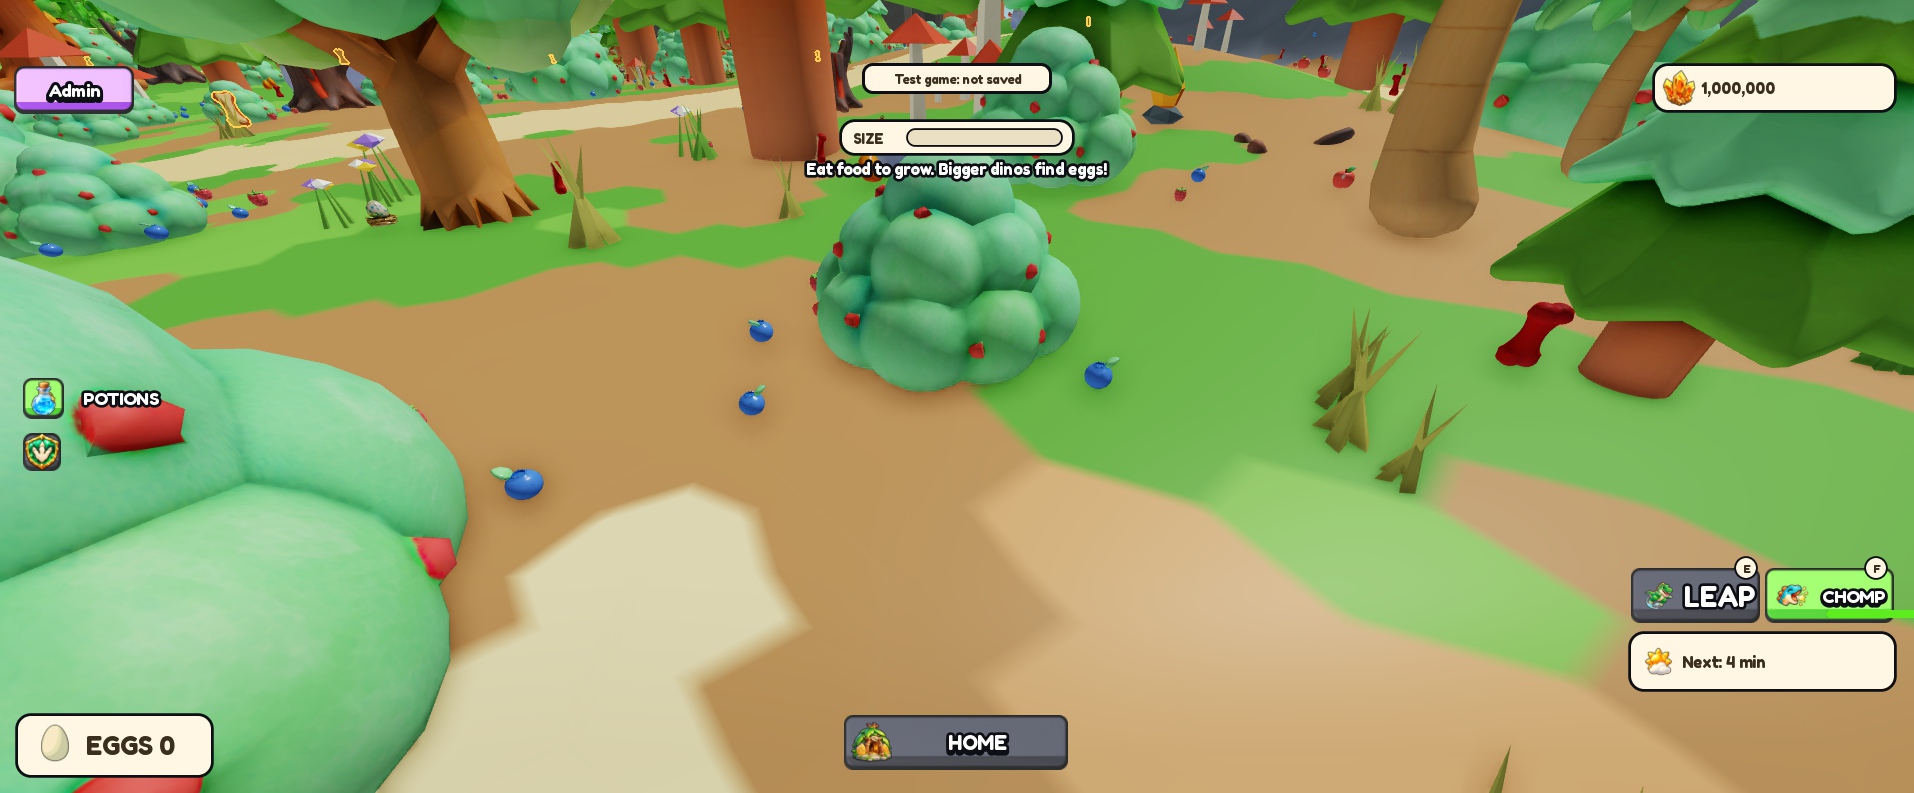 Admin
Test game: not saved
1,000,000
SIZE
Eat food to grow. Bigger dinos find eggs!
POTIONS
E
F
LEAP
CHOMP
Next: 4 min
EGGS 0
HOME